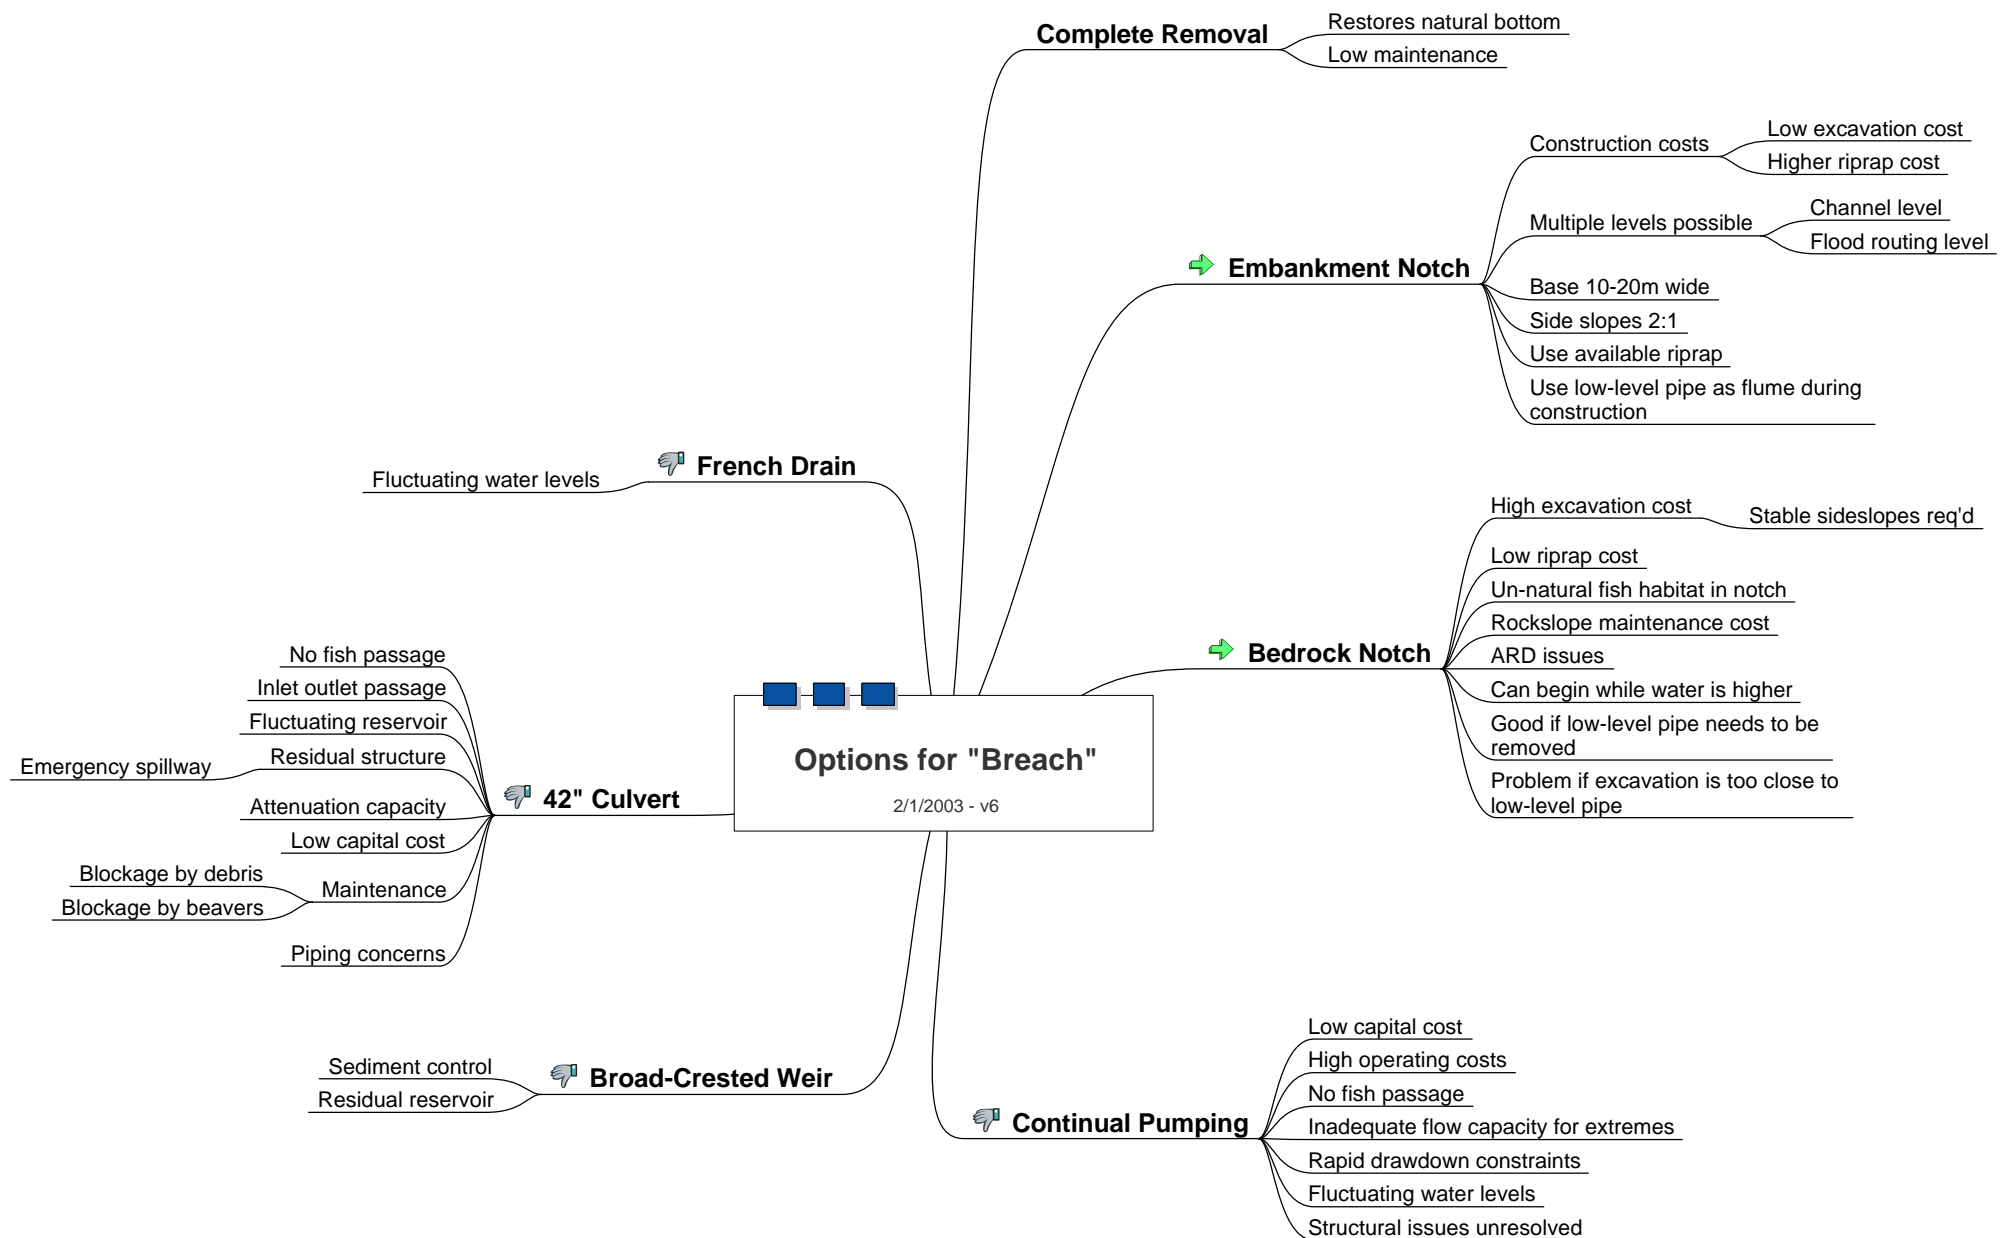 Options for "Breach"
2/1/2003 - v6
Complete Removal
Restores natural bottom
Low maintenance
Embankment Notch
Construction costs
Low excavation cost
Higher riprap cost
Multiple levels possible
Channel level
Flood routing level
Base 10-20m wide
Side slopes 2:1
Use available riprap
Use low-level pipe as flume during
construction
Bedrock Notch
High excavation cost
Stable sideslopes req'd
Low riprap cost
Un-natural fish habitat in notch
Rockslope maintenance cost
ARD issues
Can begin while water is higher
Good if low-level pipe needs to be
removed
Problem if excavation is too close to
low-level pipe
Continual Pumping
Low capital cost
High operating costs
No fish passage
Inadequate flow capacity for extremes
Rapid drawdown constraints
Fluctuating water levels
Structural issues unresolved
Broad-Crested Weir
Sediment control
Residual reservoir
42" Culvert
No fish passage
Inlet outlet passage
Fluctuating reservoir
Residual structure
Emergency spillway
Attenuation capacity
Low capital cost
Maintenance
Blockage by debris
Blockage by beavers
Piping concerns
French Drain
Fluctuating water levels